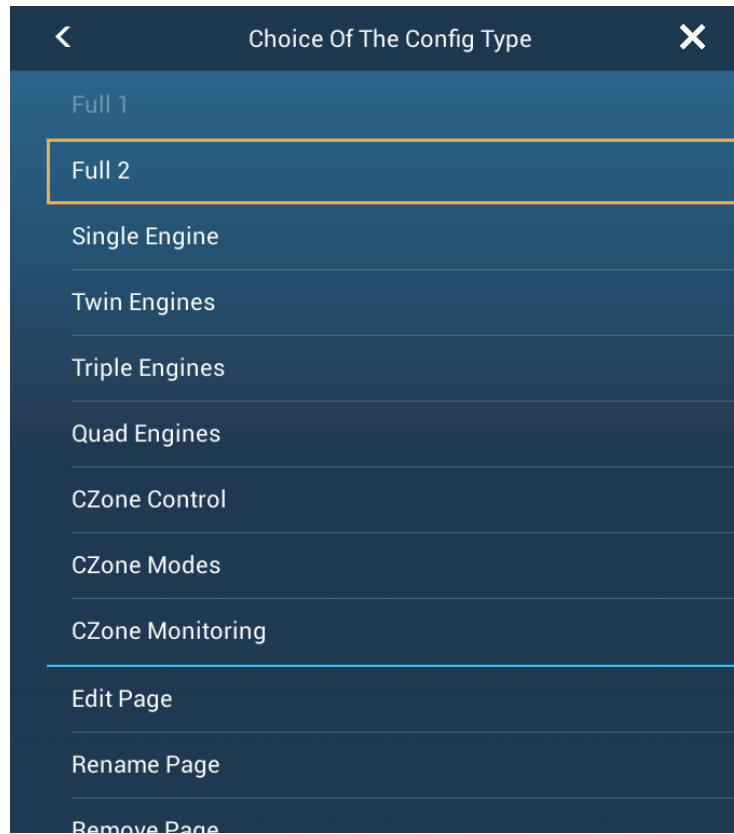 Choice Of The Config Type
Full 1
Full 2
Single Engine
Twin Engines
Triple Engines
Quad Engines
CZone Control
CZone Modes
CZone Monitoring
Edit Page
Rename Page
Remove Page